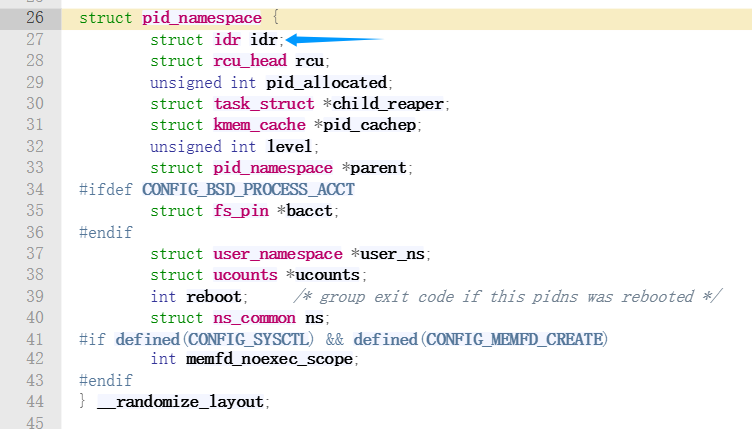 26 struct pid_namespace {
27 struct idr idr;
28 struct rcu_head rcu;
29 unsigned int pid_allocated;
30 struct task_struct *child_reaper;
31 struct kmem_cache *pid_cachep;
32 unsigned int level;
33 struct pid_namespace *parent;
34 #ifdef CONFIG_BSD_PROCESS_ACCT
35 struct fs_pin *bacct;
36 #endif
37 struct user_namespace *user_ns;
38 struct ucounts *ucounts;
39 int reboot; /* group exit code if this pidns was rebooted */
40 struct ns_common ns;
41 #if defined(CONFIG_SYSCTL) && defined(CONFIG_MEMFD_CREATE)
42 int memfd_noexec_scope;
43 #endif
44 } __randomize_layout;
45